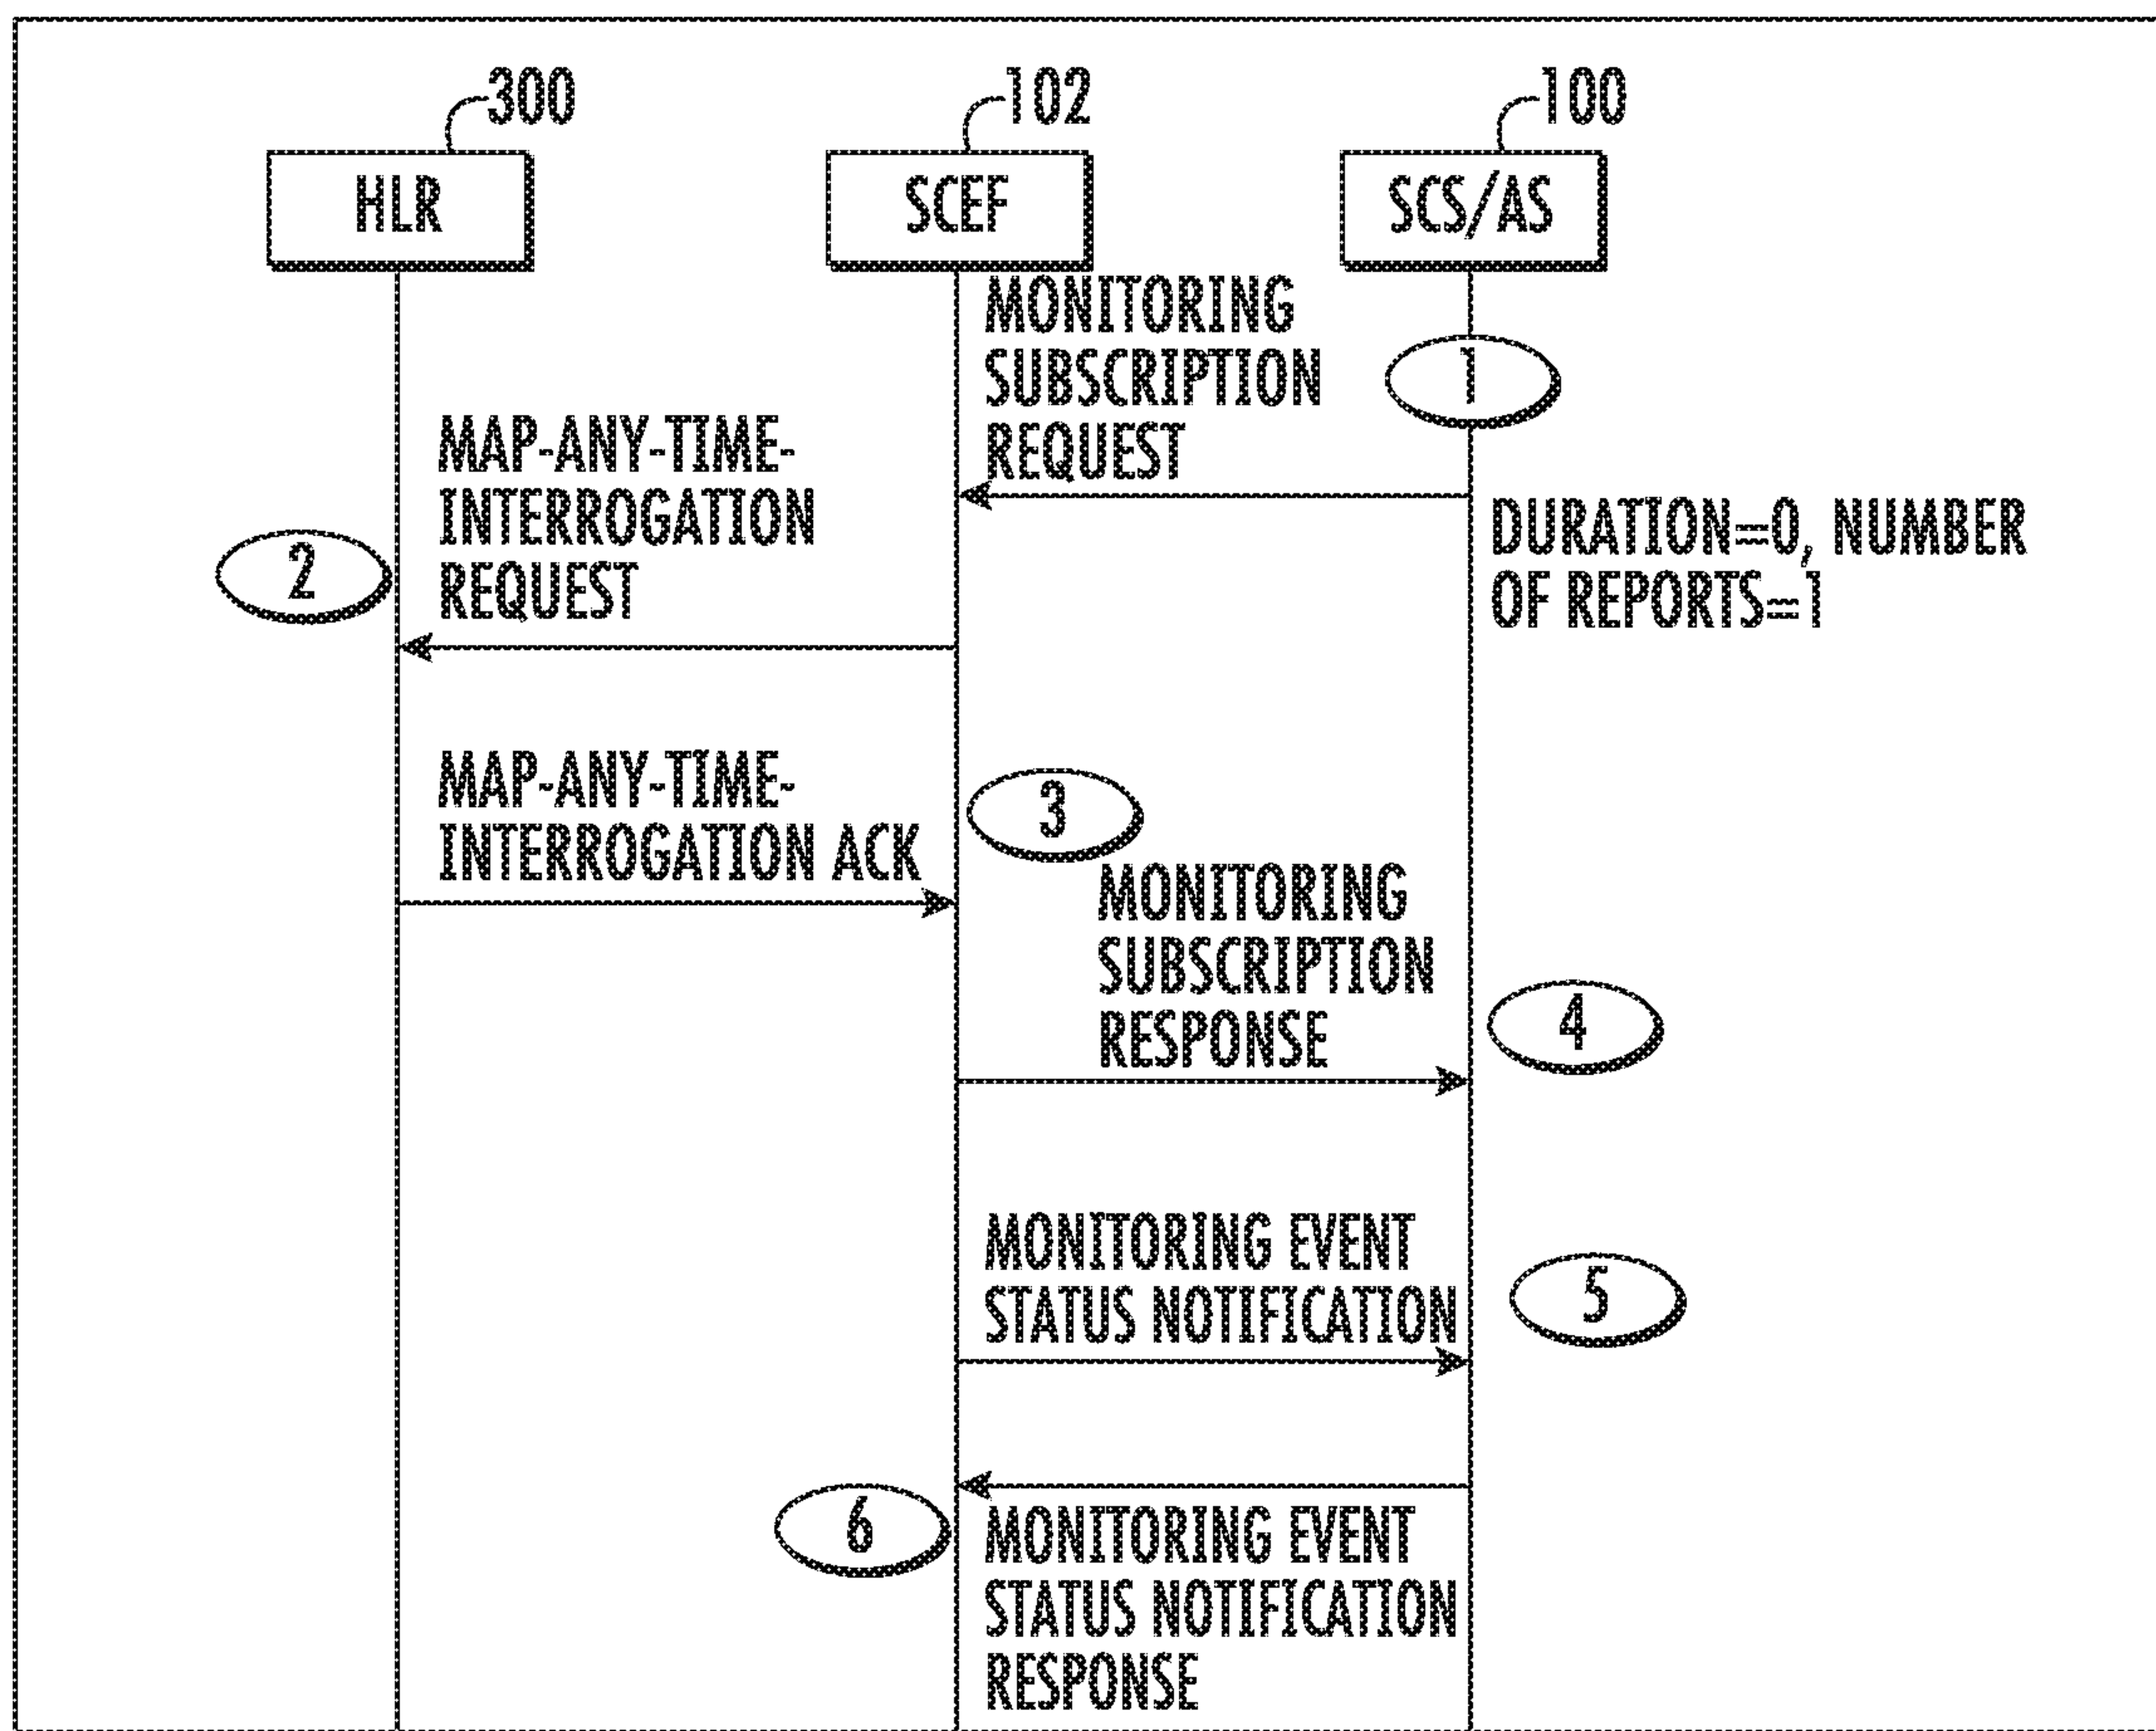 300
102
100
HLR
SCEF
SCS/AS
MONITORING
SUBSCRIPTION
REQUEST
1
MAP-ANY-TIME-
INTERROGATION
REQUEST
2
DURATION=0, NUMBER
OF REPORTS=1
MAP-ANY-TIME-
INTERROGATION ACK
3
MONITORING
SUBSCRIPTION
RESPONSE
4
MONITORING EVENT
STATUS NOTIFICATION
5
6
MONITORING EVENT
STATUS NOTIFICATION
RESPONSE